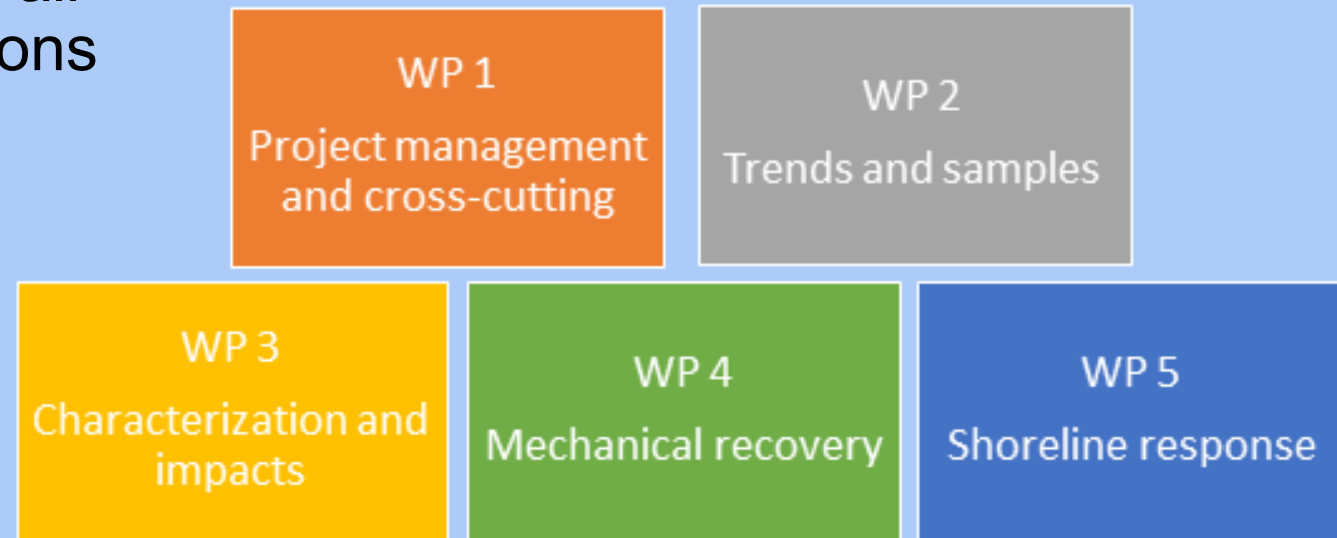 ons
WP 1
Project management
and cross-cutting
WP 2
Trends and samples
WP 3
Characterization and
impacts
WP 4
Mechanical recovery
WP 5
Shoreline response